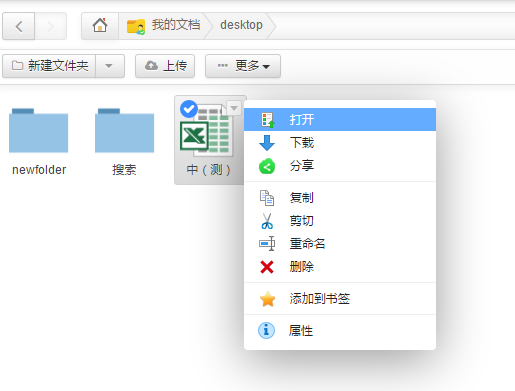 我的文档 desktop
新建文件夹 上传 更多
newfolder 搜索 中（测）
打开
下载
分享
复制
剪切
重命名
删除
添加到书签
属性